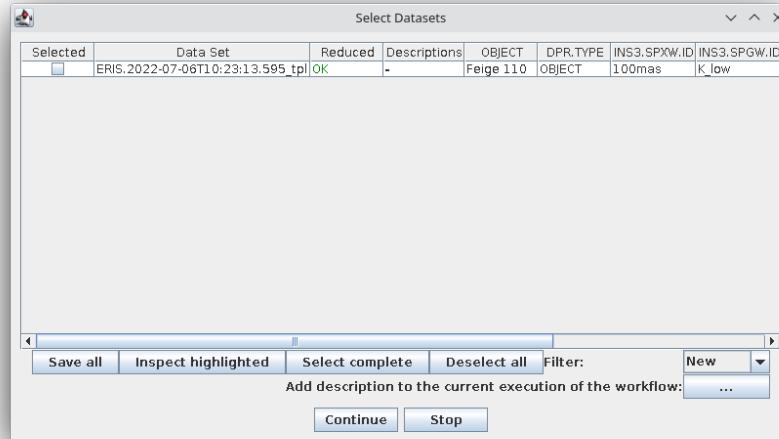 Select Datasets
Selected Data Set Reduced Descriptions OBJECT DPR.TYPE INS3.SPXW.ID INS3.SPGW.ID
ERIS.2022-07-06T10:23:13.595_tpl OK - Feige 110 OBJECT 100mas K_low
Save all Inspect highlighted Select complete Deselect all Filter: New
Add description to the current execution of the workflow: ...
Continue Stop